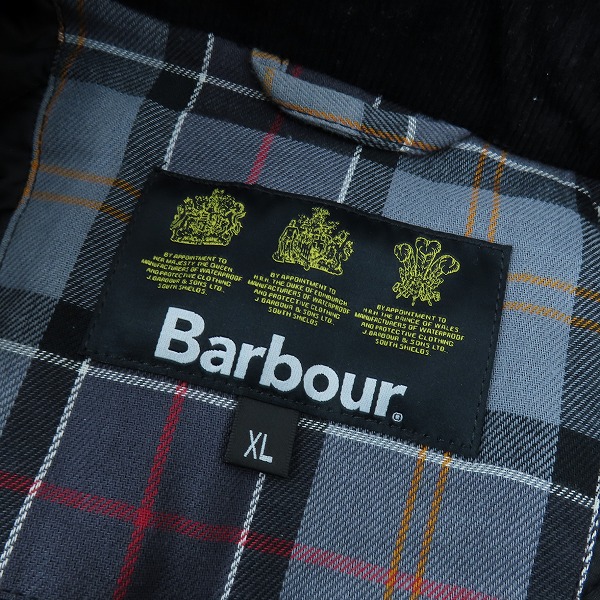 BY APPOINTMENT TO
HER MAJESTY THE QUEEN
MANUFACTURERS OF WATERPROOF
AND PROTECTIVE CLOTHING
J. BARBOUR & SONS LTD.
SOUTH SHIELDS
BY APPOINTMENT TO
H.R.H. THE DUKE OF EDINBURGH
MANUFACTURERS OF WATERPROOF
AND PROTECTIVE CLOTHING
J. BARBOUR & SONS LTD.
SOUTH SHIELDS
BY APPOINTMENT TO
H.R.H. THE PRINCE OF WALES
MANUFACTURERS OF WATERPROOF
AND PROTECTIVE CLOTHING
J. BARBOUR & SONS LTD.
SOUTH SHIELDS
Barbour®
XL